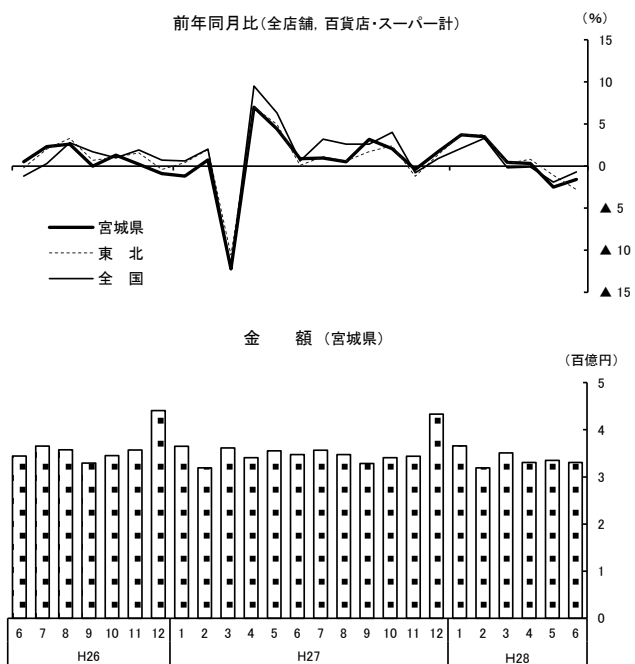 前年同月比（全店舗，百貨店・スーパー計）
（%）
15
10
5
0
▲ 5
▲ 10
▲ 15
宮城県
東　北
全　国
金　　額（宮城県）
（百億円）
5
4
3
2
1
0
6 7 8 9 10 11 12 1 2 3 4 5 6 7 8 9 10 11 12 1 2 3 4 5 6
H26 H27 H28